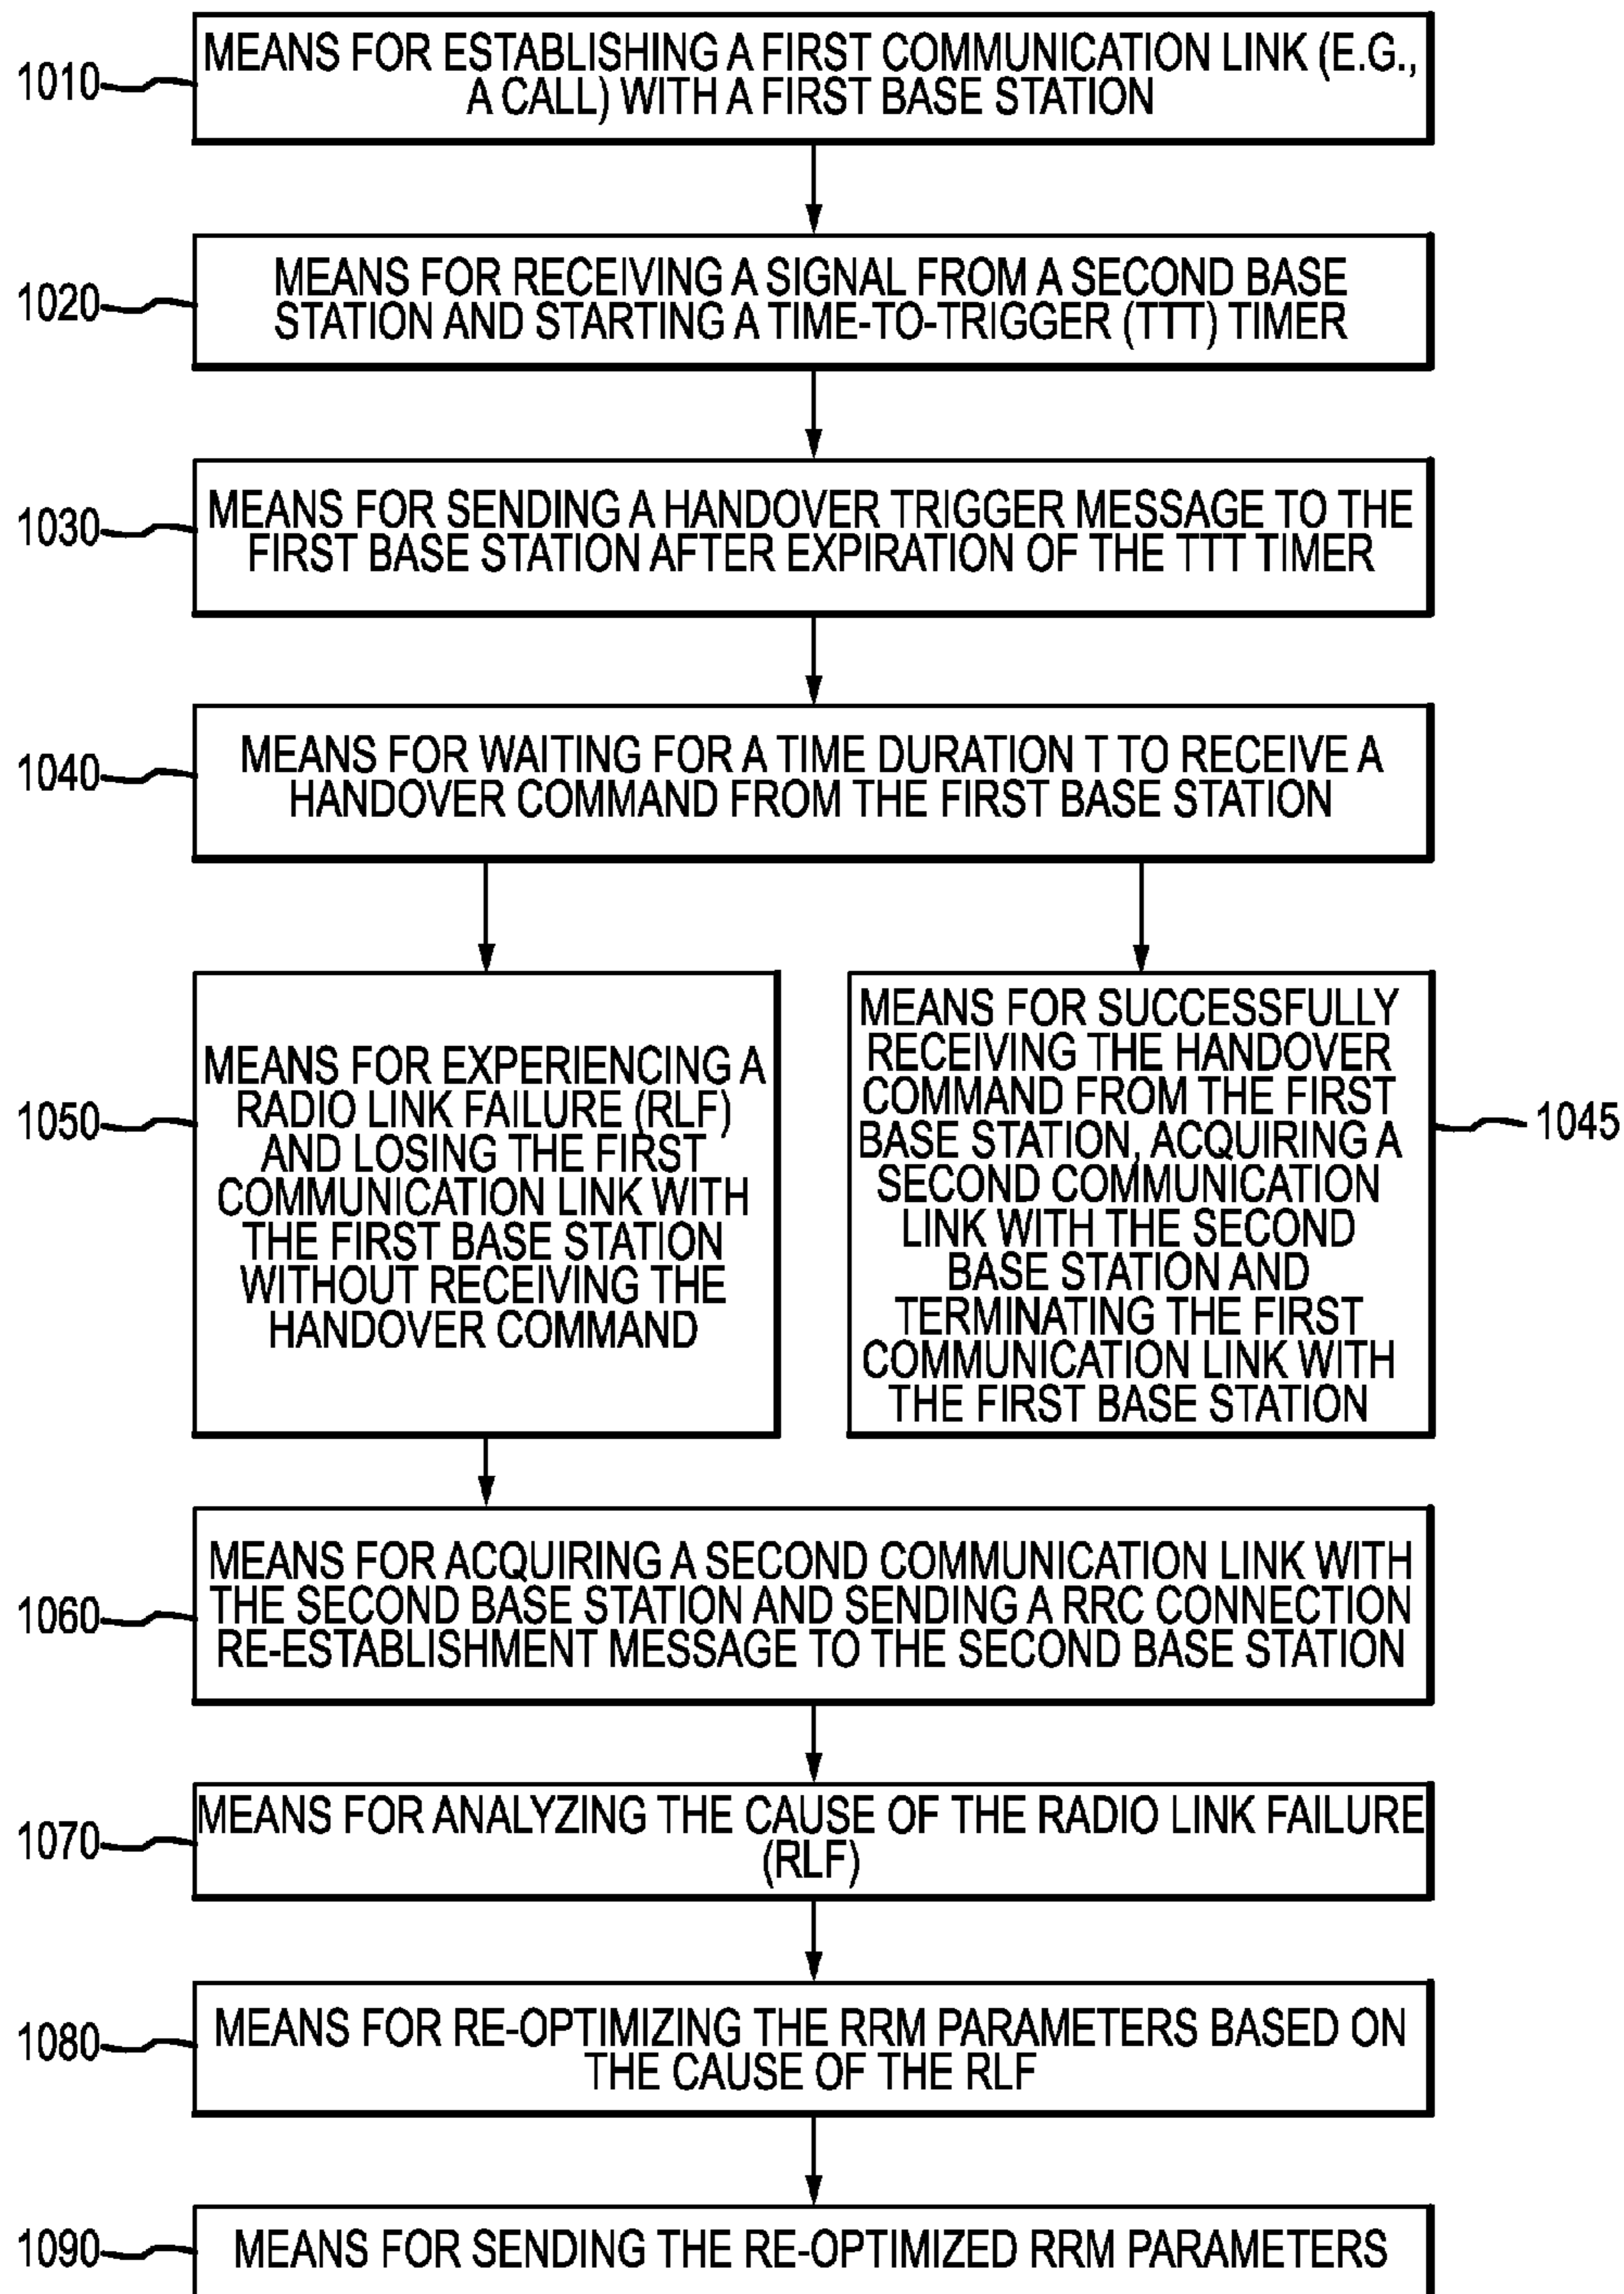 1010
MEANS FOR ESTABLISHING A FIRST COMMUNICATION LINK (E.G.,
A CALL) WITH A FIRST BASE STATION
1020
MEANS FOR RECEIVING A SIGNAL FROM A SECOND BASE
STATION AND STARTING A TIME-TO-TRIGGER (TTT) TIMER
1030
MEANS FOR SENDING A HANDOVER TRIGGER MESSAGE TO THE
FIRST BASE STATION AFTER EXPIRATION OF THE TTT TIMER
1040
MEANS FOR WAITING FOR A TIME DURATION T TO RECEIVE A
HANDOVER COMMAND FROM THE FIRST BASE STATION
1050
MEANS FOR EXPERIENCING A
RADIO LINK FAILURE (RLF)
AND LOSING THE FIRST
COMMUNICATION LINK WITH
THE FIRST BASE STATION
WITHOUT RECEIVING THE
HANDOVER COMMAND
MEANS FOR SUCCESSFULLY
RECEIVING THE HANDOVER
COMMAND FROM THE FIRST
BASE STATION, ACQUIRING A
SECOND COMMUNICATION
LINK WITH THE SECOND
BASE STATION AND
TERMINATING THE FIRST
COMMUNICATION LINK WITH
THE FIRST BASE STATION
1045
1060
MEANS FOR ACQUIRING A SECOND COMMUNICATION LINK WITH
THE SECOND BASE STATION AND SENDING A RRC CONNECTION
RE-ESTABLISHMENT MESSAGE TO THE SECOND BASE STATION
1070
MEANS FOR ANALYZING THE CAUSE OF THE RADIO LINK FAILURE
(RLF)
1080
MEANS FOR RE-OPTIMIZING THE RRM PARAMETERS BASED ON
THE CAUSE OF THE RLF
1090
MEANS FOR SENDING THE RE-OPTIMIZED RRM PARAMETERS